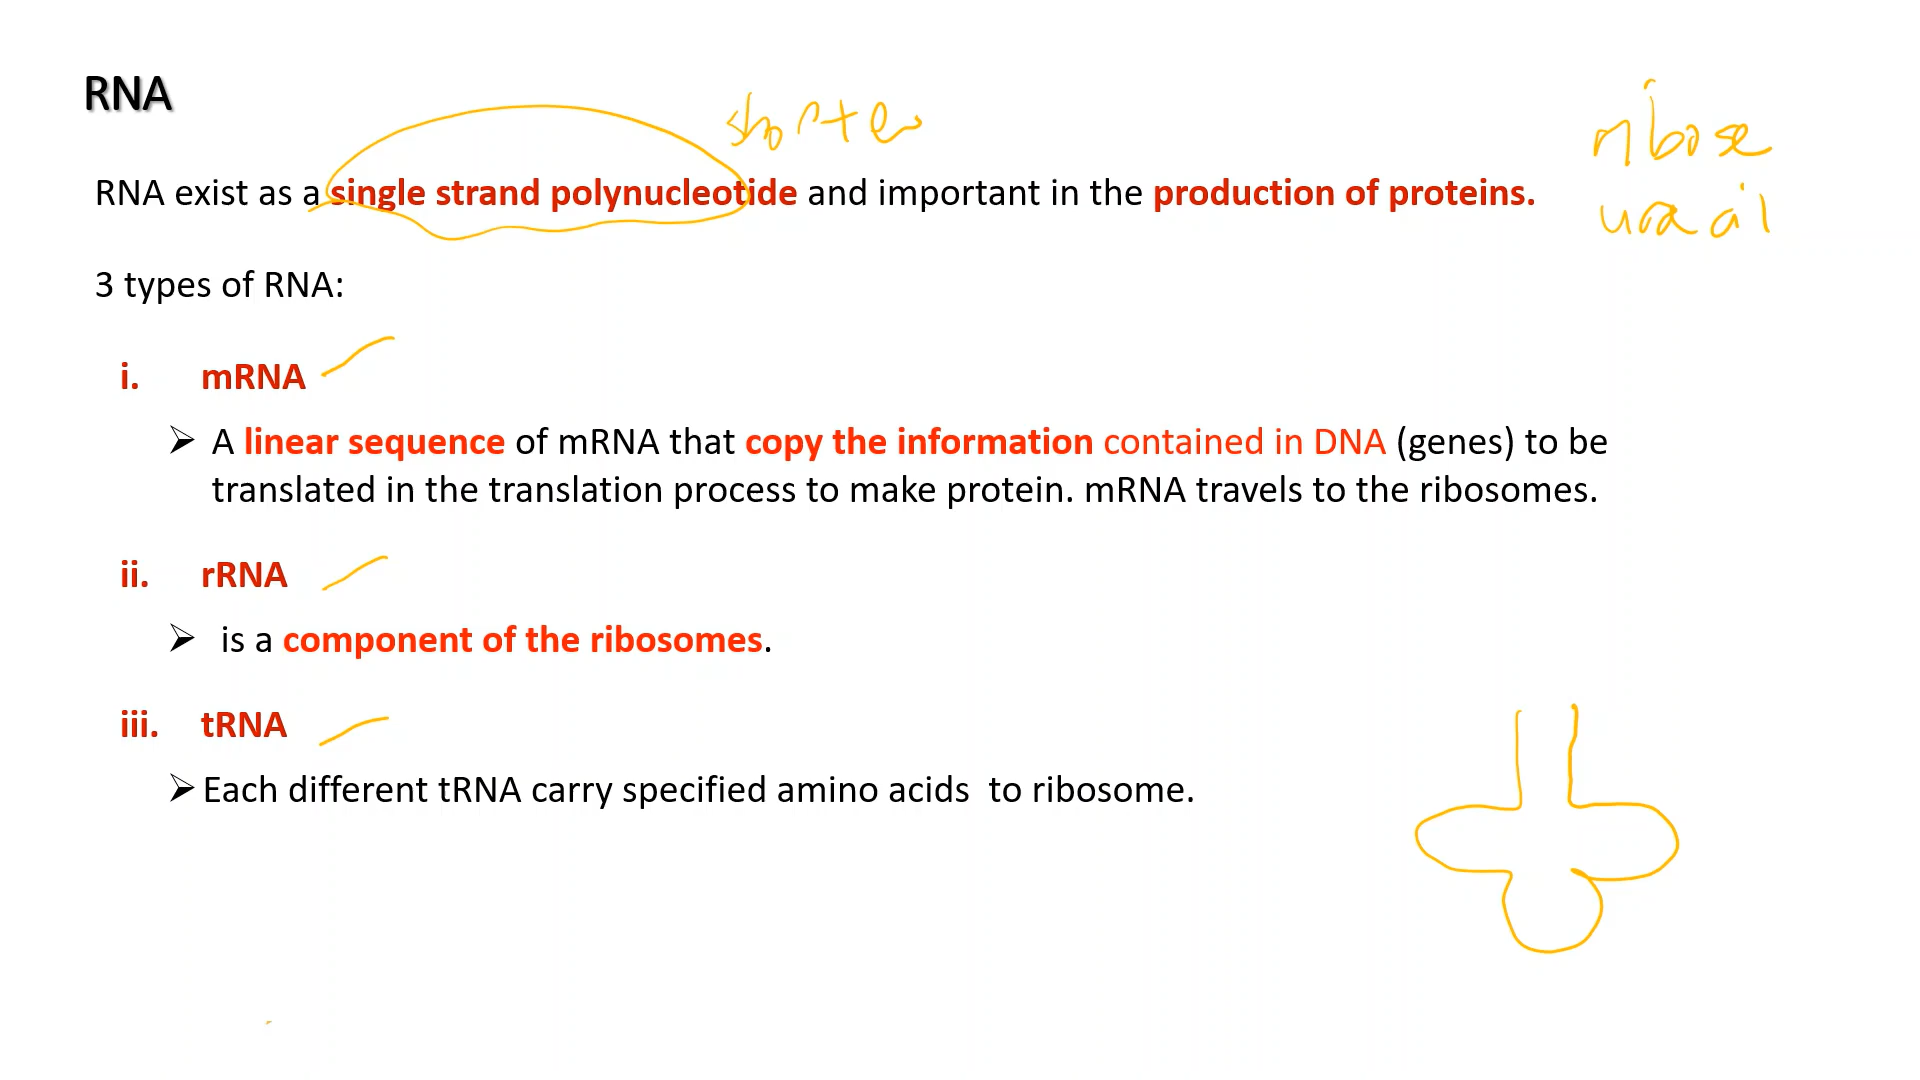 RNA
shorter
ribose
RNA exist as a single strand polynucleotide and important in the production of proteins.
uracil
3 types of RNA:
i. mRNA
➢ A linear sequence of mRNA that copy the information contained in DNA (genes) to be
translated in the translation process to make protein. mRNA travels to the ribosomes.
ii. rRNA
➢ is a component of the ribosomes.
iii. tRNA
➢ Each different tRNA carry specified amino acids to ribosome.